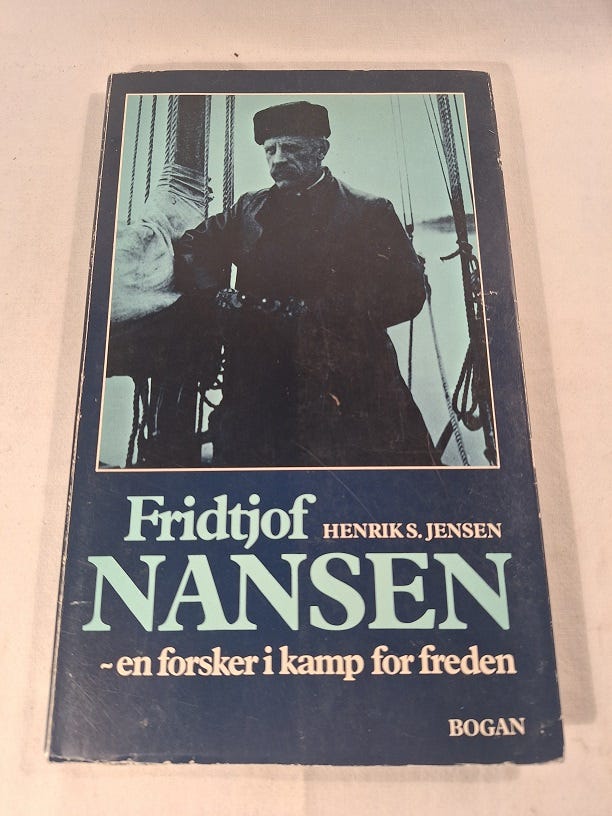 Fridtjof HENRIK S. JENSEN
NANSEN
~en forsker i kamp for freden
BOGAN